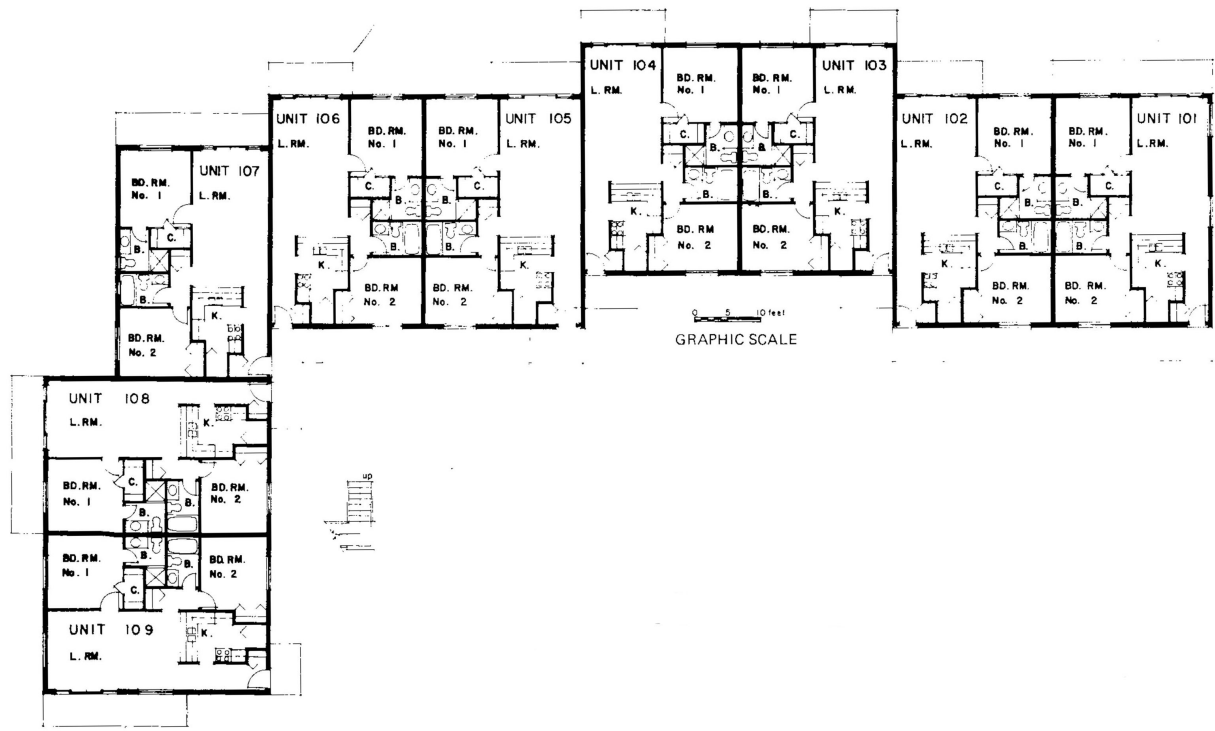 UNIT 104
L. RM.
BD. RM.
No. 1
C.
B.
B.
K.
BD. RM
No. 2
UNIT 103
L. RM.
BD. RM.
No. 1
C.
B.
B.
K.
BD. RM.
No. 2
UNIT 106
L. RM.
BD. RM.
No. 1
C.
B.
B.
K.
BD. RM.
No. 2
UNIT 105
L. RM.
BD. RM.
No. 1
C.
B.
B.
K.
BD. RM.
No. 2
UNIT 102
L. RM.
BD. RM.
No. 1
C.
B.
B.
K.
BD. RM.
No. 2
UNIT 101
L. RM.
BD. RM.
No. 1
C.
B.
B.
K.
BD. RM.
No. 2
UNIT 107
L. RM.
BD. RM.
No. 1
C.
B.
B.
K.
BD. RM.
No. 2
0 5 10 feet
GRAPHIC SCALE
UNIT 108
L. RM.
K.
BD. RM.
No. 1
C.
B.
B.
BD. RM.
No. 2
up
BD. RM.
No. 1
C.
B.
B.
BD. RM.
No. 2
UNIT 109
L. RM.
K.